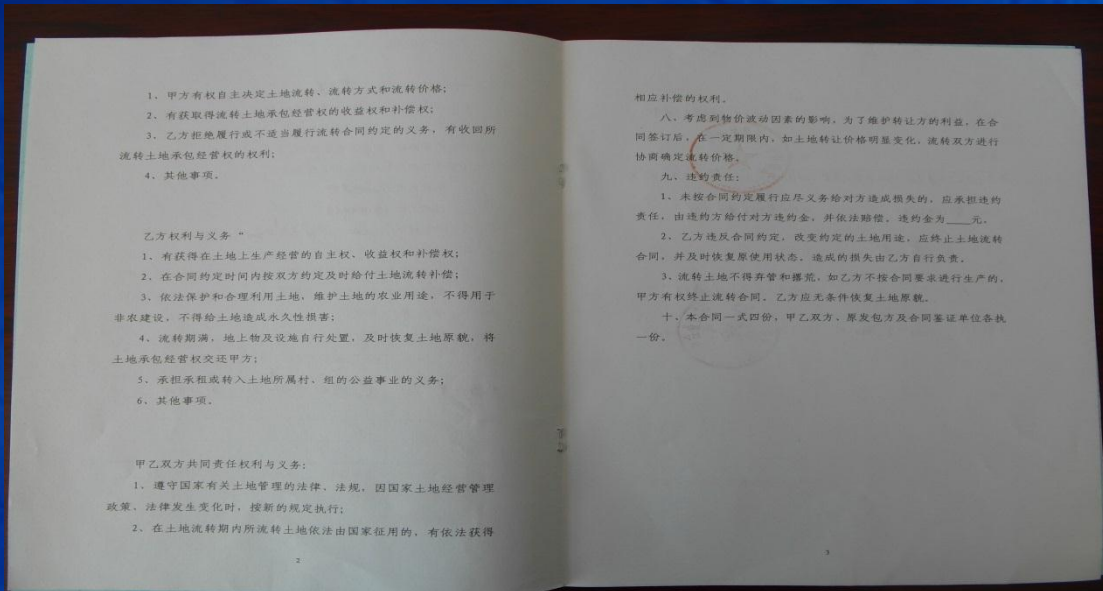 1、甲方有权自主决定土地流转、流转方式和流转价格;
2、有获取得流转土地承包经营权的收益权和补偿权;
3、乙方拒绝履行或不适当履行流转合同约定的义务，有收回所
流转土地承包经营权的权利;
4、其他事项。
乙方权利与义务“
1、有获得在土地上生产经营的自主权、收益权和补偿权;
2、在合同约定时间内按双方约定及时给付土地流转补偿;
3、依法保护和合理利用土地，维护土地的农业用途，不得用于
非农建设，不得给土地造成永久性损害;
4、流转期满，地上物及设施自行处置，及时恢复土地原貌，将
土地承包经营权交还甲方;
5、承担承租或转入土地所属村、组的公益事业的义务;
6、其他事项。
甲乙双方共同责任权利与义务:
1、遵守国家有关土地管理的法律、法规，因国家土地经营管理
政策、法律发生变化时，按新的规定执行;
2、在土地流转期内所流转土地依法由国家征用的，有依法获得
2
相应补偿的权利。
八、考虑到物价波动因素的影响，为了维护转让方的利益，在合
同签订后，在一定期限内，如土地转让价格明显变化，流转双方进行
协商确定流转价格。
九、违约责任:
1、未按合同约定履行应尽义务给对方造成损失的，应承担违约
责任，由违约方给付对方违约金，并依法赔偿。违约金为____元。
2、乙方违反合同约定，改变约定的土地用途，应终止土地流转
合同，并及时恢复原使用状态。造成的损失由乙方自行负责。
3、流转土地不得弃管和撂荒，如乙方不按合同要求进行生产的，
甲方有权终止流转合同。乙方应无条件恢复土地原貌。
十、本合同一式四份，甲乙双方、原发包方及合同鉴证单位各执
一份。
3